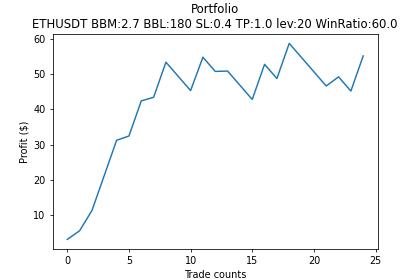 Portfolio
ETHUSDT BBM:2.7 BBL:180 SL:0.4 TP:1.0 lev:20 WinRatio:60.0
60
50
40
30
20
10
Profit ($)
0 5 10 15 20 25
Trade counts